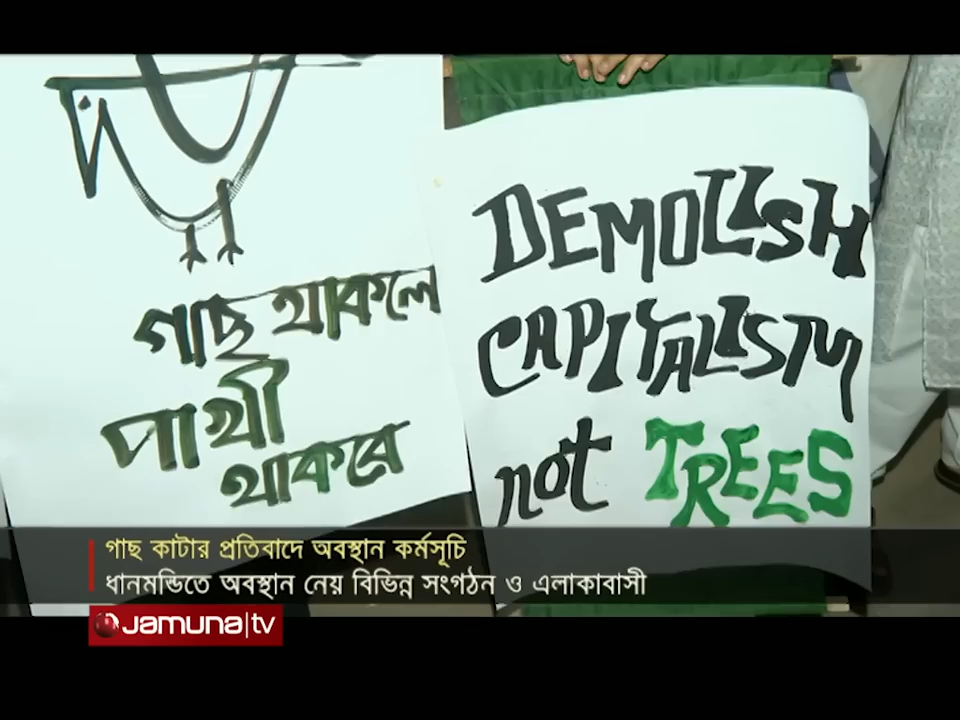 গাছ থাকলে
পাখী
থাকবে
DEMOLISH
CAPITALISM
not TREES
গাছ কাটার প্রতিবাদে অবস্থান কর্মসূচি
ধানমন্ডিতে অবস্থান নেয় বিভিন্ন সংগঠন ও এলাকাবাসী
JAMUNA|tv